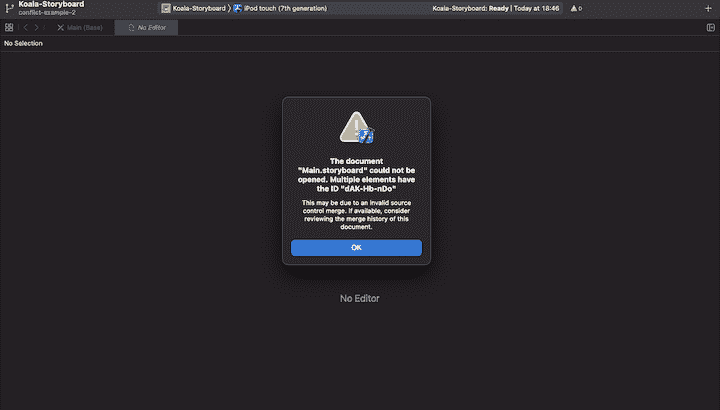 Koala-Storyboard
conflict-example-2
Koala-Storyboard 〉 iPod touch (7th generation)
Koala-Storyboard: Ready | Today at 18:46
0
Main (Base)
No Editor
No Selection
The document
"Main.storyboard" could not be
opened. Multiple elements have
the ID "dAK-Hb-nDo"
This may be due to an invalid source
control merge. If available, consider
reviewing the merge history of this
document.
OK
No Editor